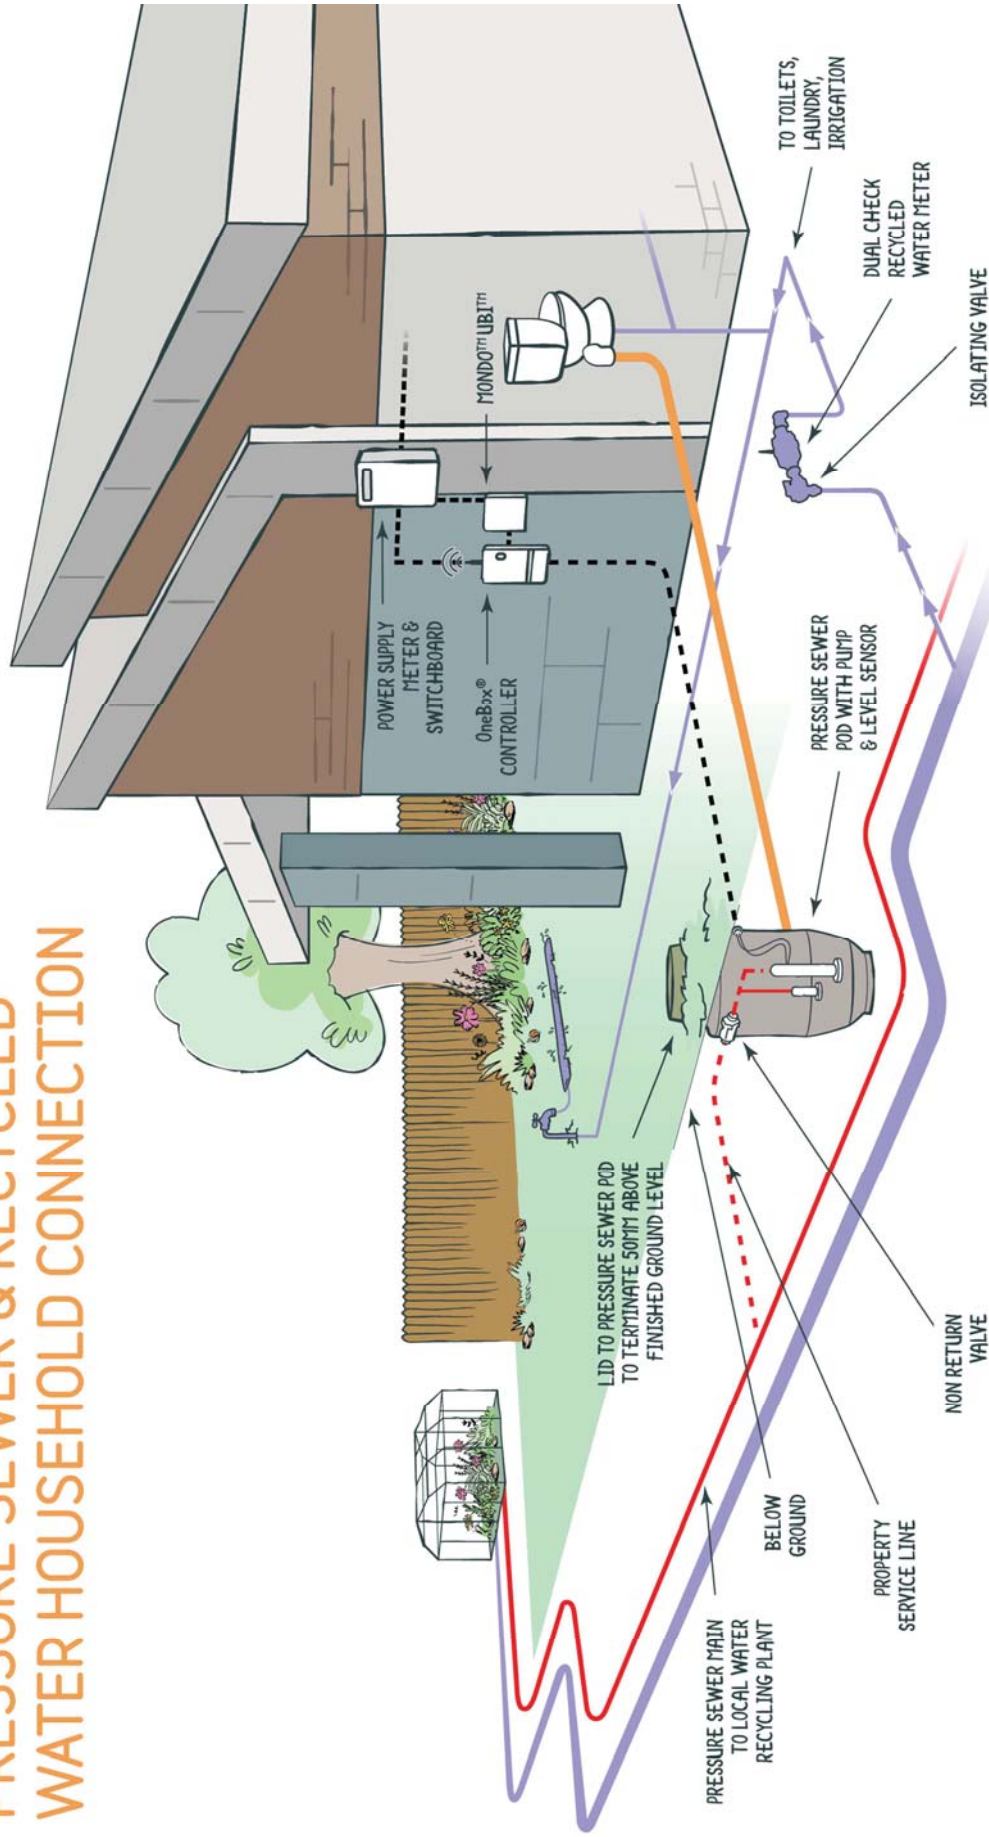 PRESSURE SEWER & RECYCLED
WATER HOUSEHOLD CONNECTION
POWER SUPPLY
METER &
SWITCHBOARD
OneBox®
CONTROLLER
MONDO™ UBI™
TO TOILETS,
LAUNDRY,
IRRIGATION
DUAL CHECK
RECYCLED
WATER METER
ISOLATING VALVE
PRESSURE SEWER
POD WITH PUMP
& LEVEL SENSOR
LID TO PRESSURE SEWER POD
TO TERMINATE 50MM ABOVE
FINISHED GROUND LEVEL
NON RETURN
VALVE
BELOW
GROUND
PROPERTY
SERVICE LINE
PRESSURE SEWER MAIN
TO LOCAL WATER
RECYCLING PLANT